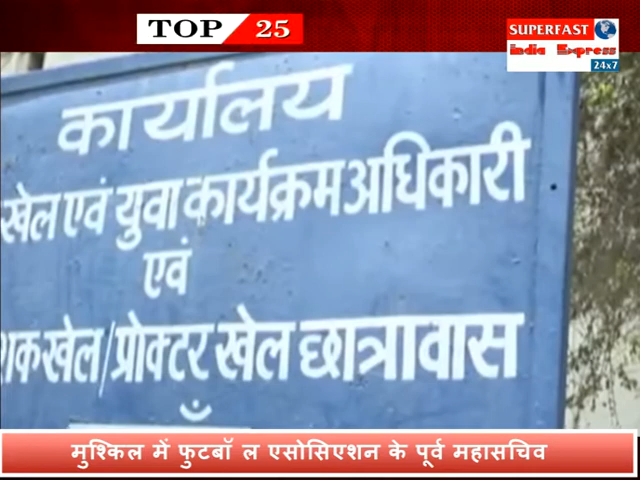 TOP 25
SUPERFAST
India Express
24x7
कार्यालय
खेल एवं युवा कार्यक्रम अधिकारी
एवं
खेल/प्रोक्टर खेल छात्रावास
मुश्किल में फुटबॉ ल एसोसिएशन के पूर्व महासचिव